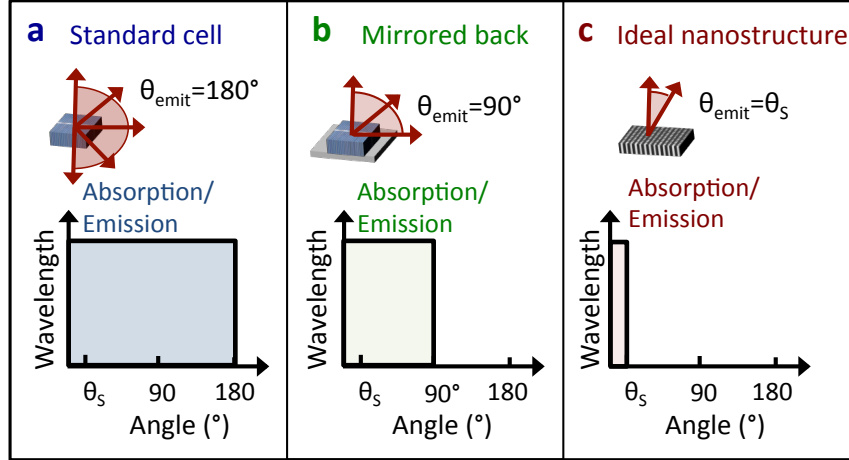 a Standard cell
θemit=180°
Absorption/
Emission
Wavelength
θS 90 180
Angle (°)
b Mirrored back
θemit=90°
Absorption/
Emission
Wavelength
θS 90° 180
Angle (°)
c Ideal nanostructure
θemit=θS
Absorption/
Emission
Wavelength
θS 90 180
Angle (°)